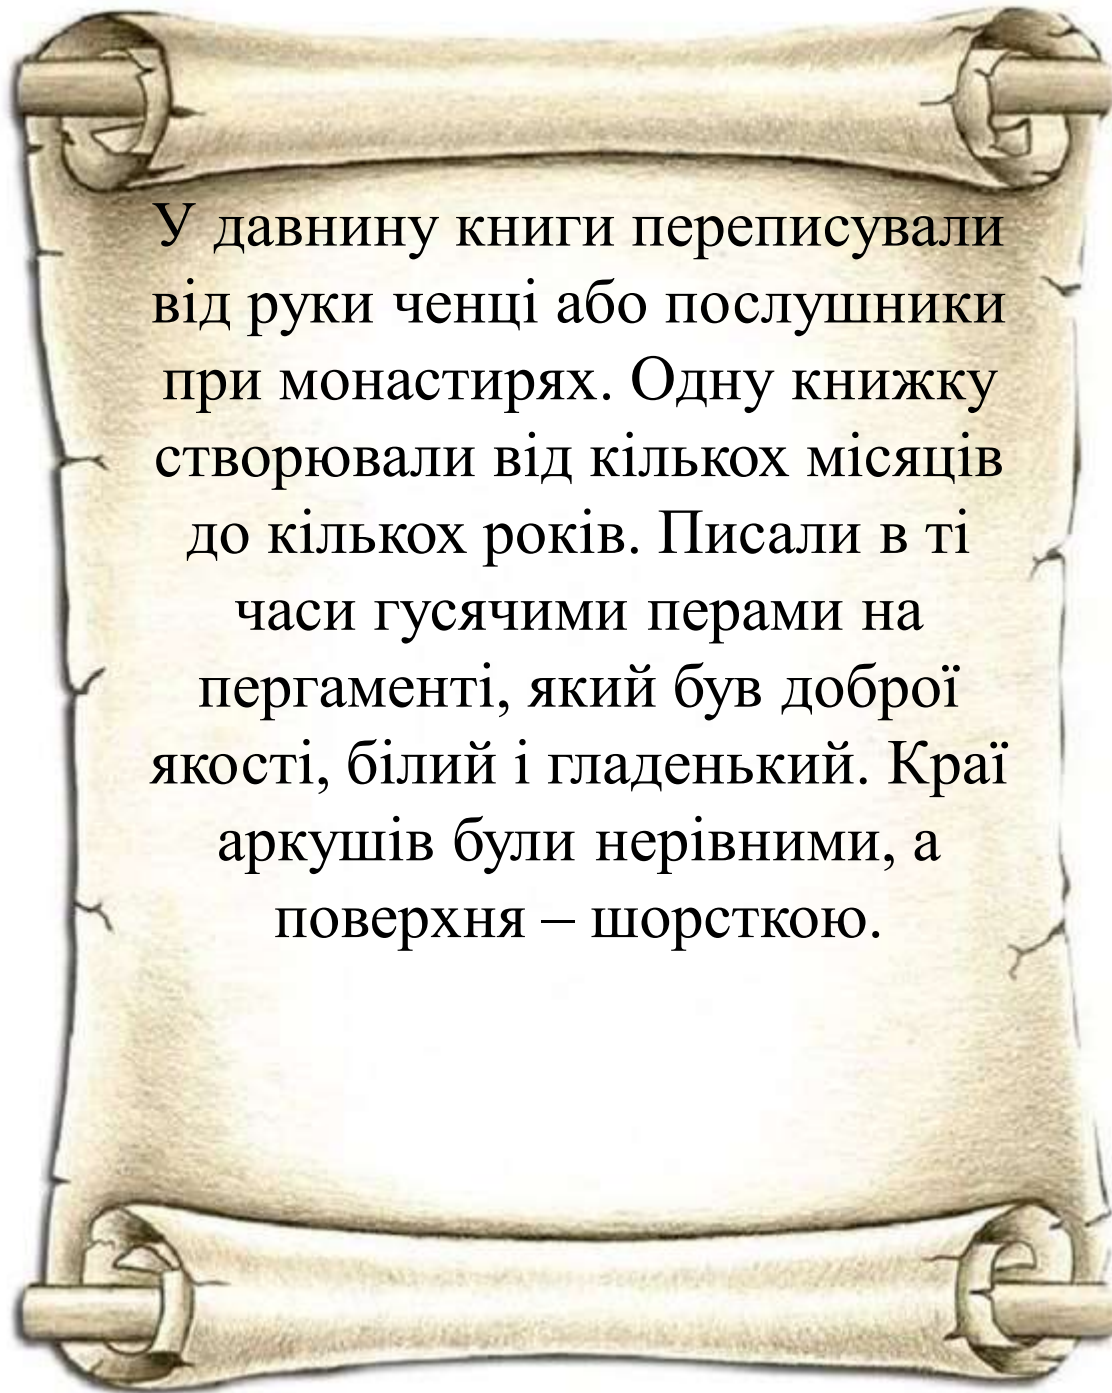 У давнину книги переписували
від руки ченці або послушники
при монастирях. Одну книжку
створювали від кількох місяців
до кількох років. Писали в ті
часи гусячими перами на
пергаменті, який був доброї
якості, білий і гладенький. Краї
аркушів були нерівними, а
поверхня – шорсткою.